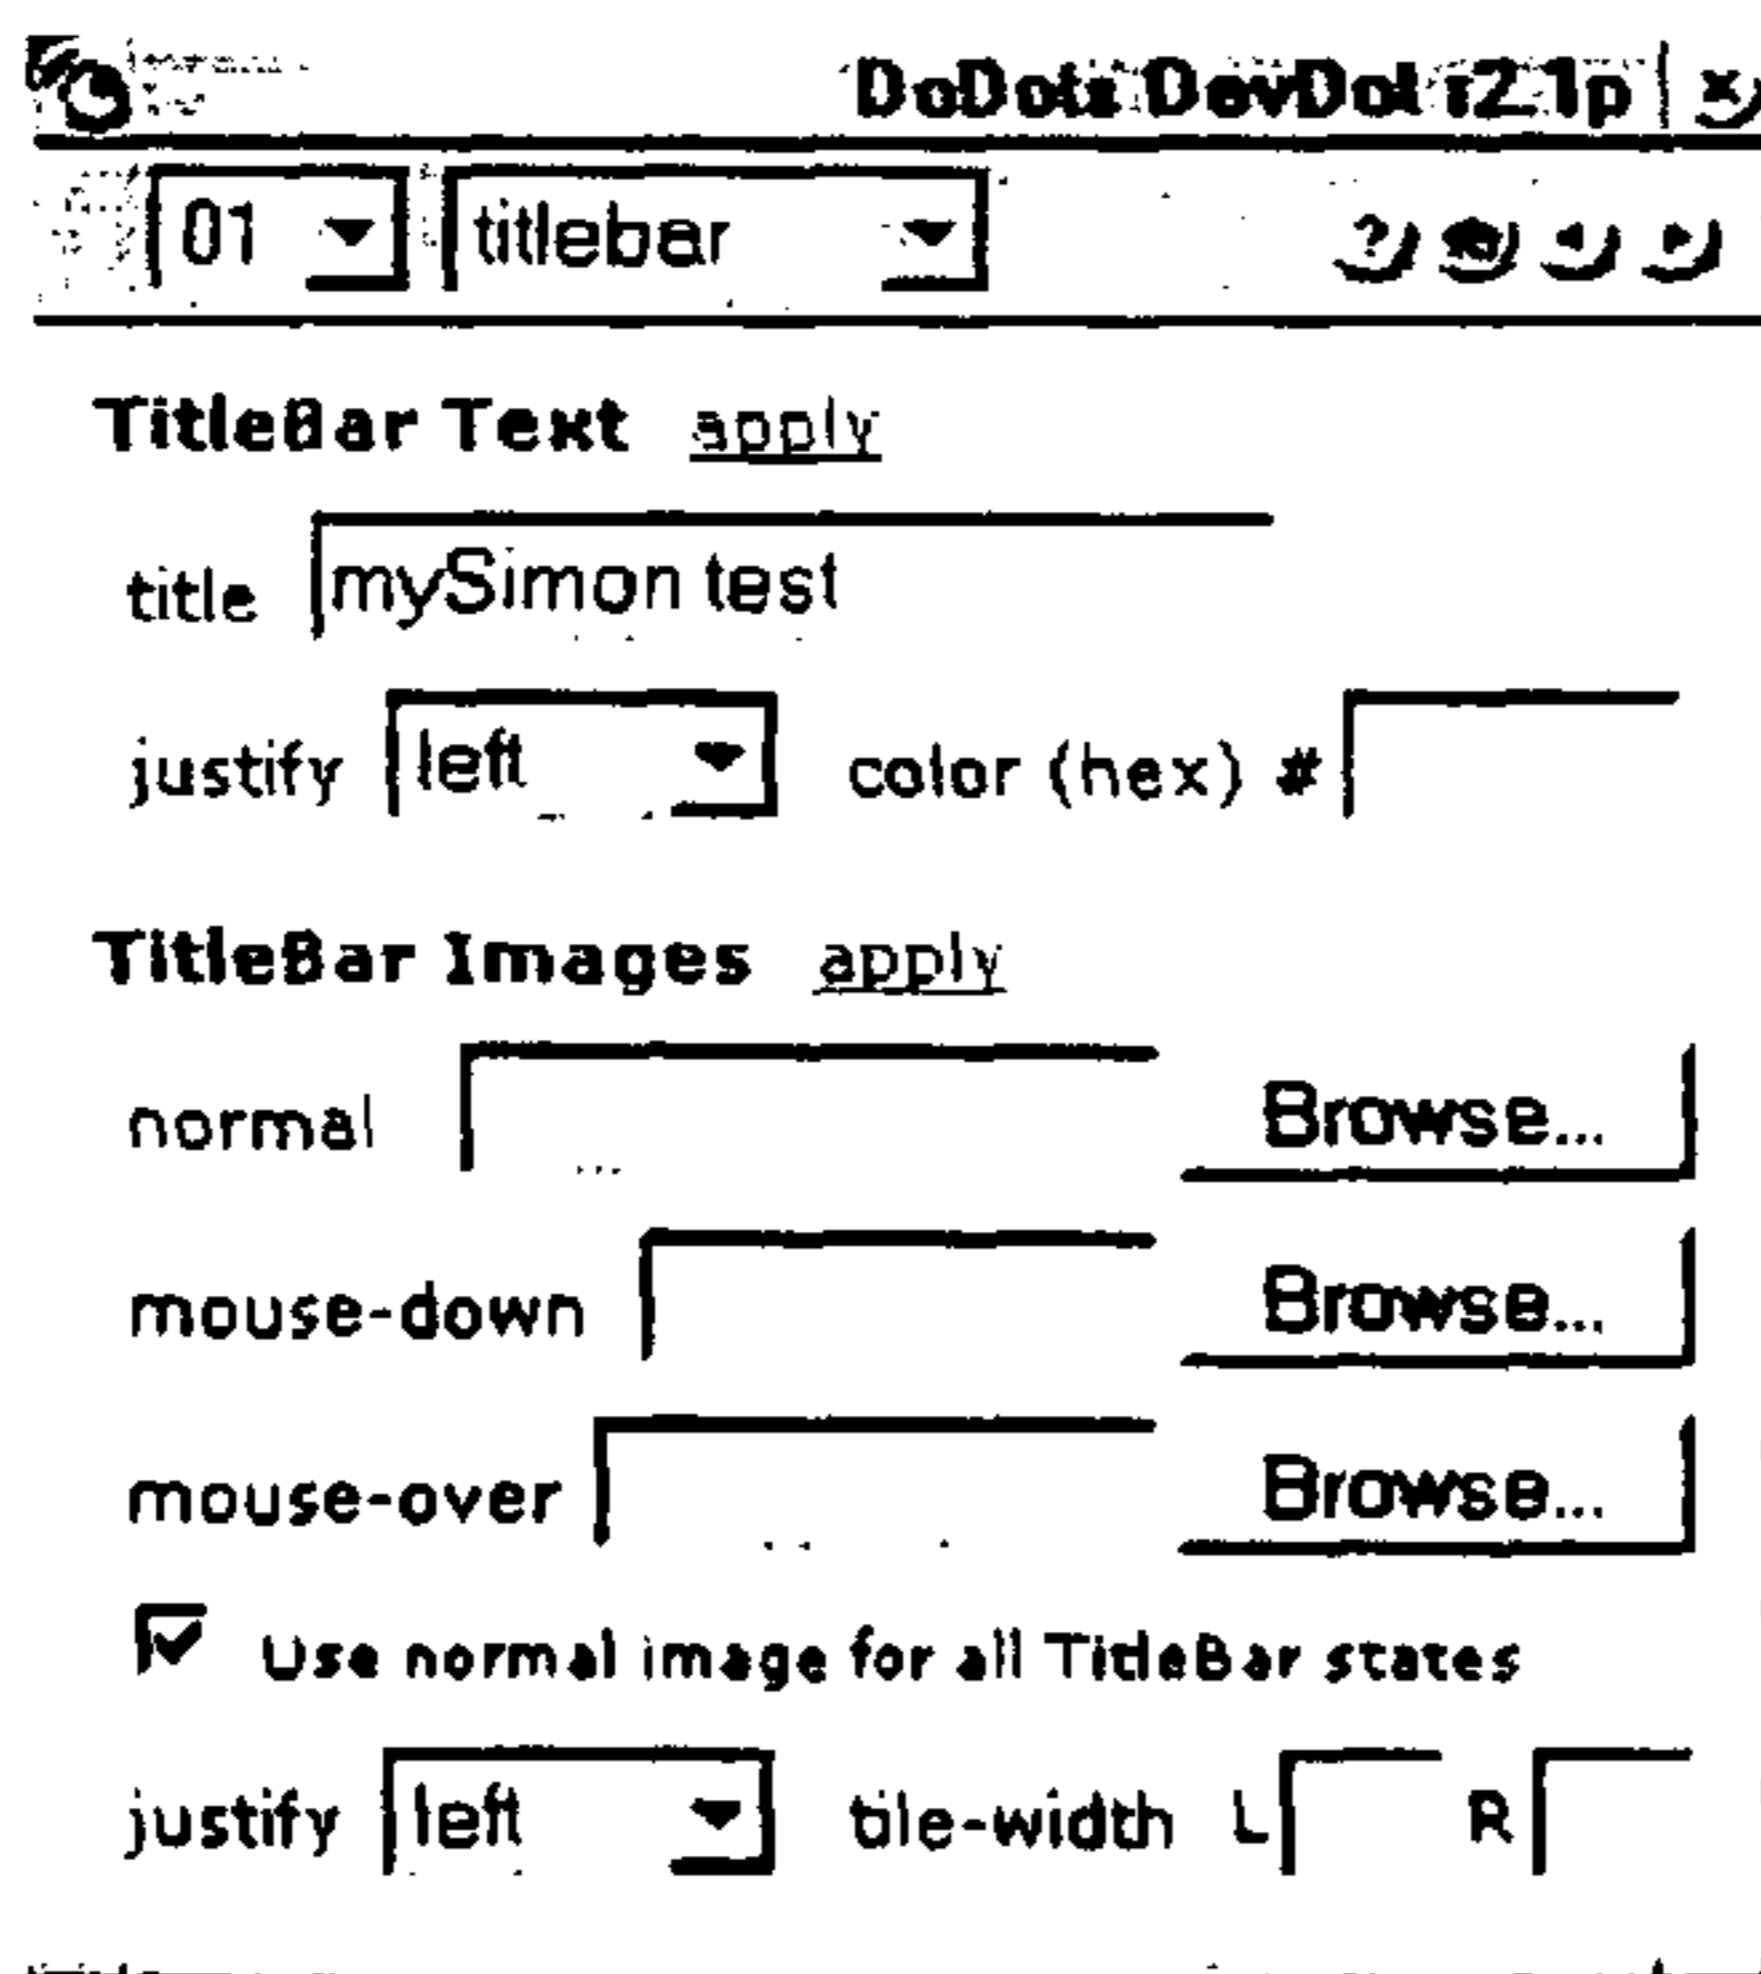 DoDots DevDot r2.1p
01 titlebar
TitleBar Text apply
title mySimon test
justify left color (hex) #
TitleBar Images apply
normal Browse...
mouse-down Browse...
mouse-over Browse...
Use normal image for all TitleBar states
justify left tile-width L R